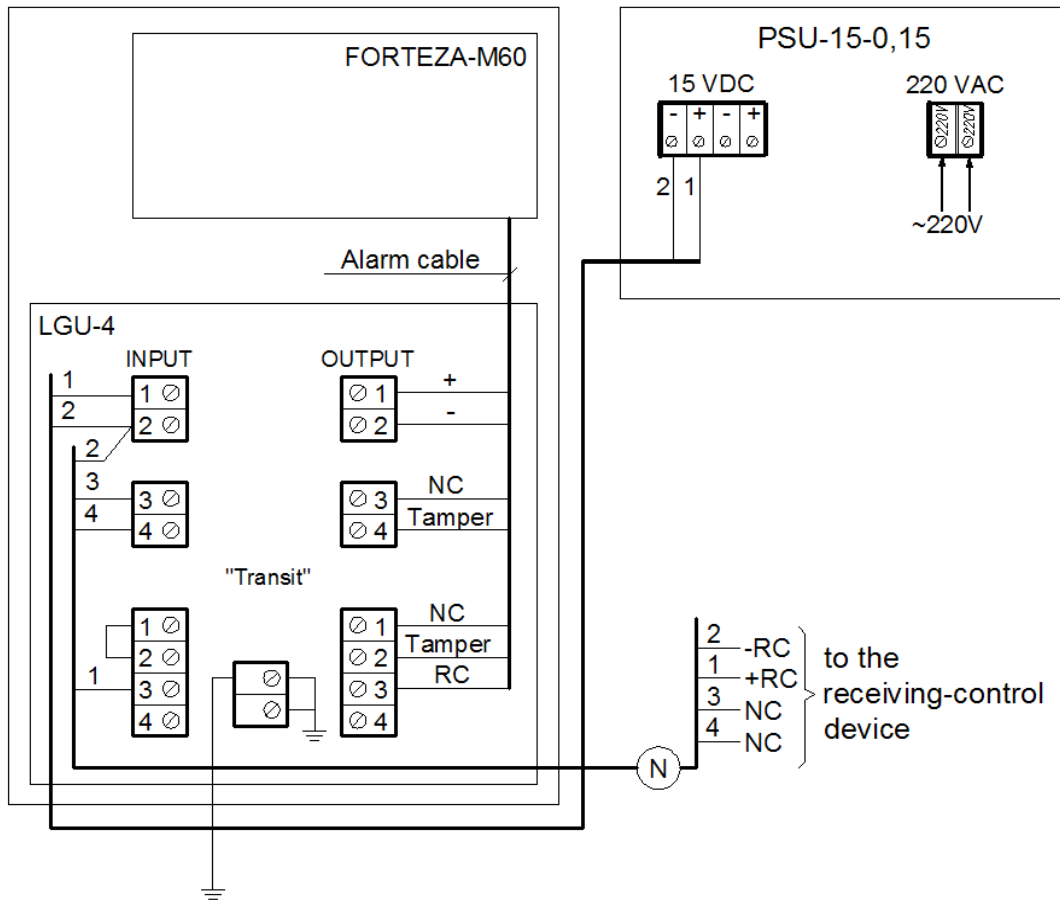 FORTEZA-M60
PSU-15-0,15
15 VDC
220 VAC
- + - +
220V 220V
2 1
~220V
Alarm cable
LGU-4
INPUT
OUTPUT
1
1
1
+
2
2
2
-
2
3
3
3
NC
4
4
4
Tamper
"Transit"
1
1
NC
2
2
Tamper
1
3
3
RC
4
4
2
-RC
1
+RC
3
NC
4
NC
to the
receiving-control
device
N